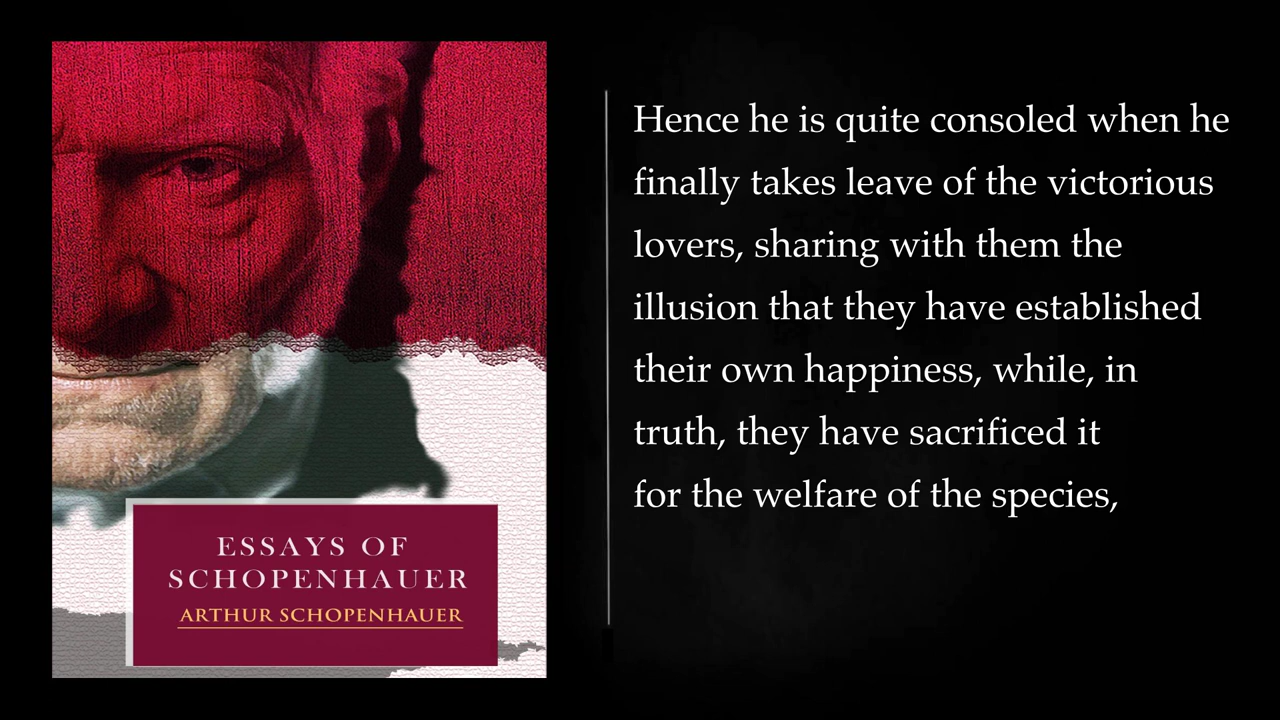 ESSAYS OF
SCHOPENHAUER
ARTHUR SCHOPENHAUER
Hence he is quite consoled when he
finally takes leave of the victorious
lovers, sharing with them the
illusion that they have established
their own happiness, while, in
truth, they have sacrificed it
for the welfare of the species,